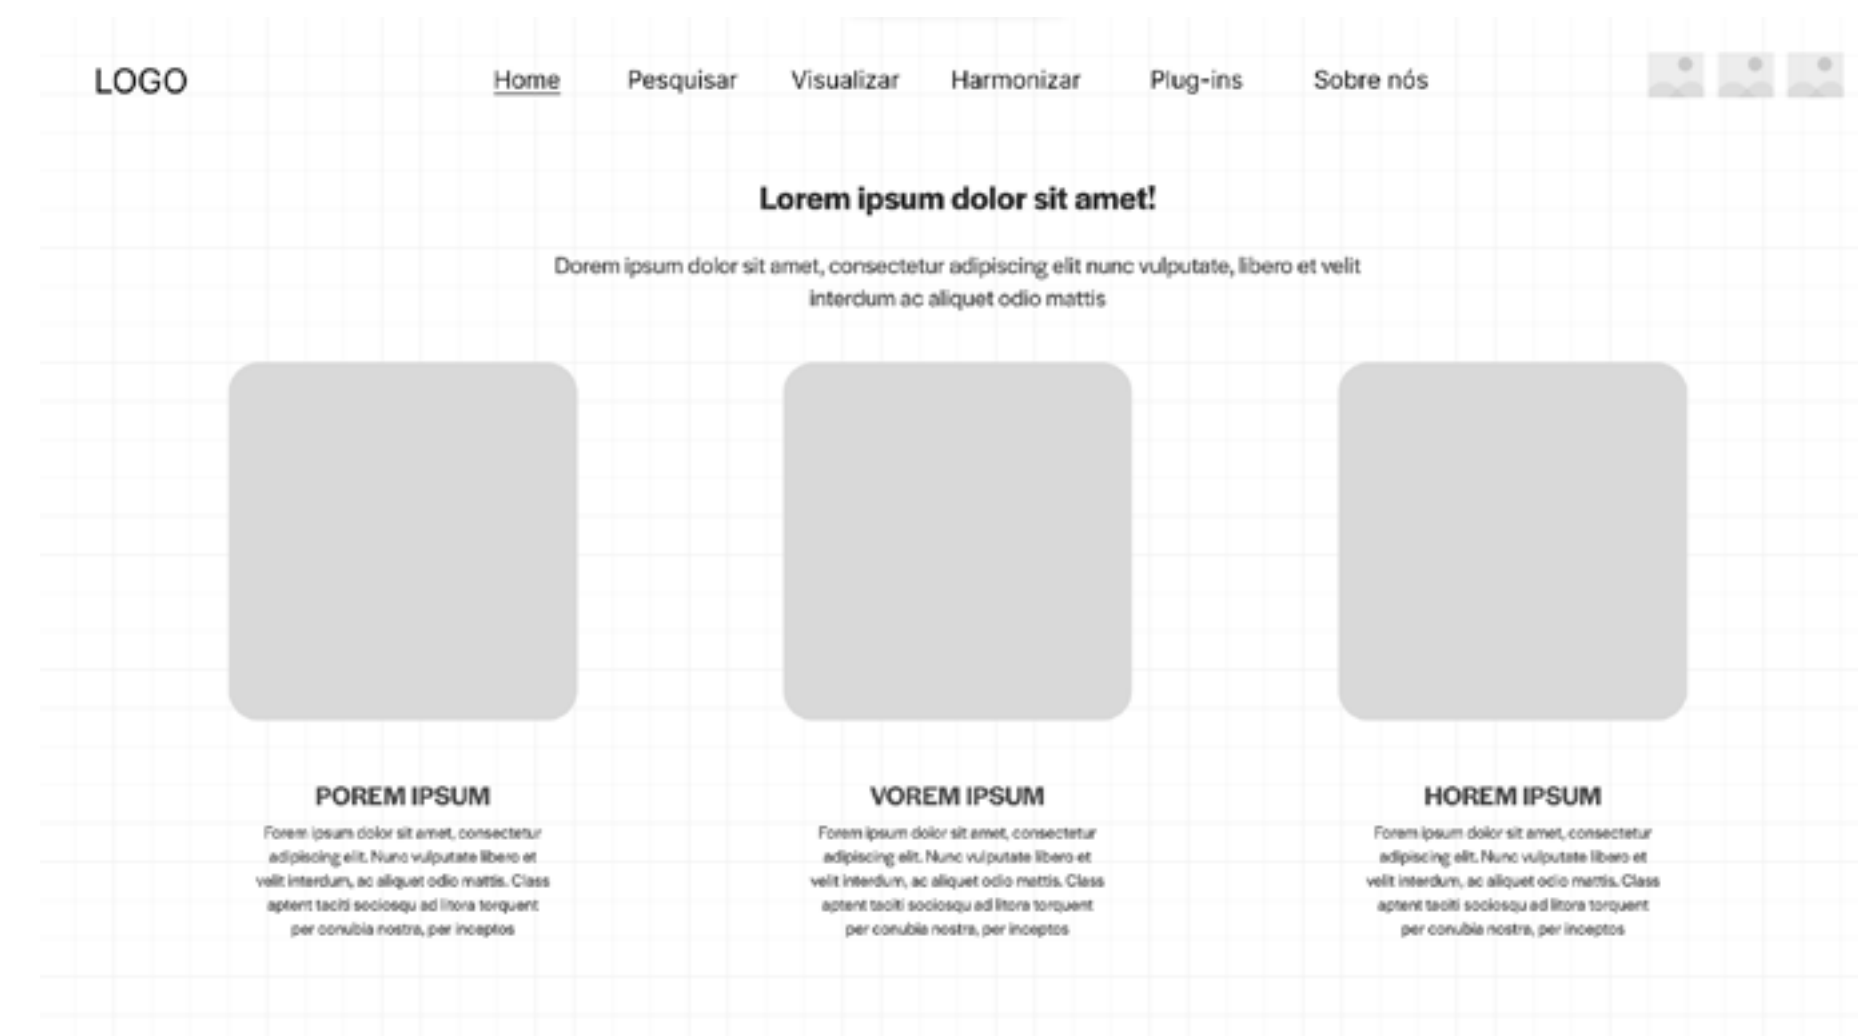 LOGO
Home Pesquisar Visualizar Harmonizar Plug-ins Sobre nós
Lorem ipsum dolor sit amet!
Dorem ipsum dolor sit amet, consectetur adipiscing elit nunc vulputate, libero et velit
interdum ac aliquet odio mattis
POREM IPSUM
Forem ipsum dolor sit amet, consectetur
adipiscing elit. Nunc vulputate libero et
velit interdum, ac aliquet odio mattis. Class
aptent taciti sociosqu ad litora torquent
per conubia nostra, per inceptos
VOREM IPSUM
Forem ipsum dolor sit amet, consectetur
adipiscing elit. Nunc vulputate libero et
velit interdum, ac aliquet odio mattis. Class
aptent taciti sociosqu ad litora torquent
per conubia nostra, per inceptos
HOREM IPSUM
Forem ipsum dolor sit amet, consectetur
adipiscing elit. Nunc vulputate libero et
velit interdum, ac aliquet odio mattis. Class
aptent taciti sociosqu ad litora torquent
per conubia nostra, per inceptos